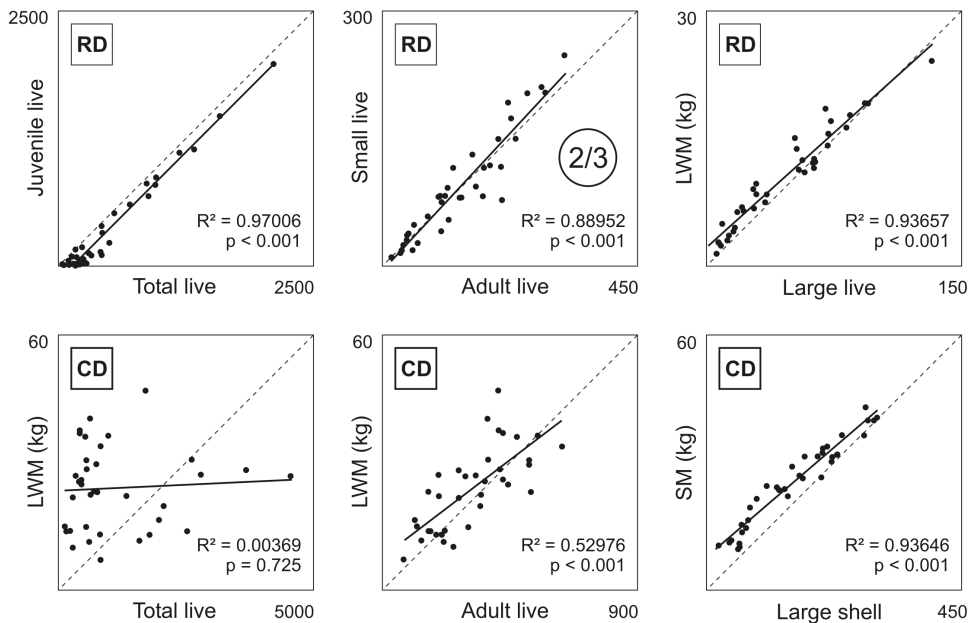 2500
RD
Juvenile live
R² = 0.97006
p < 0.001
Total live
2500
300
RD
Small live
2/3
R² = 0.88952
p < 0.001
Adult live
450
30
RD
LWM (kg)
R² = 0.93657
p < 0.001
Large live
150
60
CD
LWM (kg)
R² = 0.00369
p = 0.725
Total live
5000
60
CD
LWM (kg)
R² = 0.52976
p < 0.001
Adult live
900
60
CD
SM (kg)
R² = 0.93646
p < 0.001
Large shell
450